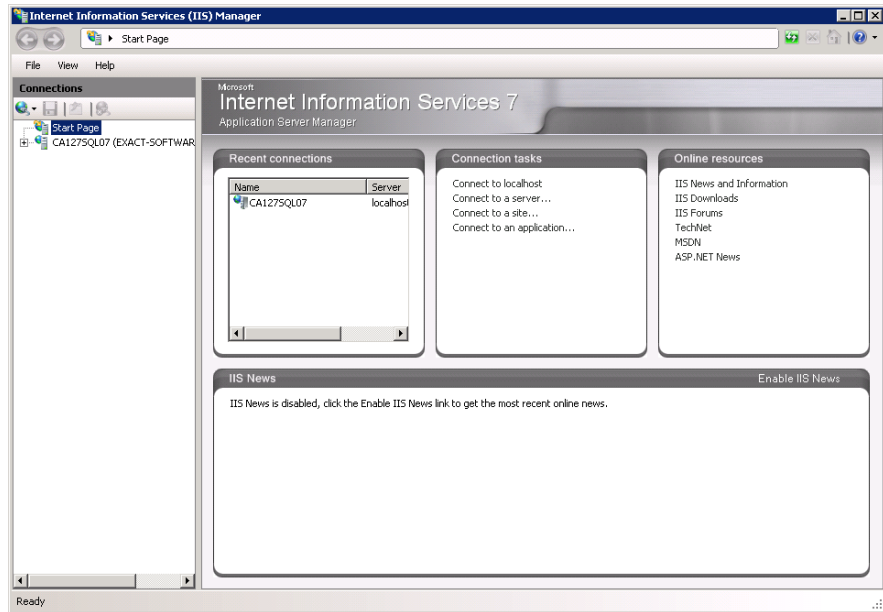 Internet Information Services (IIS) Manager
Start Page
File View Help
Connections
Start Page
CA127SQL07 (EXACT-SOFTWAR
Microsoft
Internet Information Services 7
Application Server Manager
Recent connections
Name Server
CA127SQL07 localhost
Connection tasks
Connect to localhost
Connect to a server...
Connect to a site...
Connect to an application...
Online resources
IIS News and Information
IIS Downloads
IIS Forums
TechNet
MSDN
ASP.NET News
IIS News Enable IIS News
IIS News is disabled, click the Enable IIS News link to get the most recent online news.
Ready